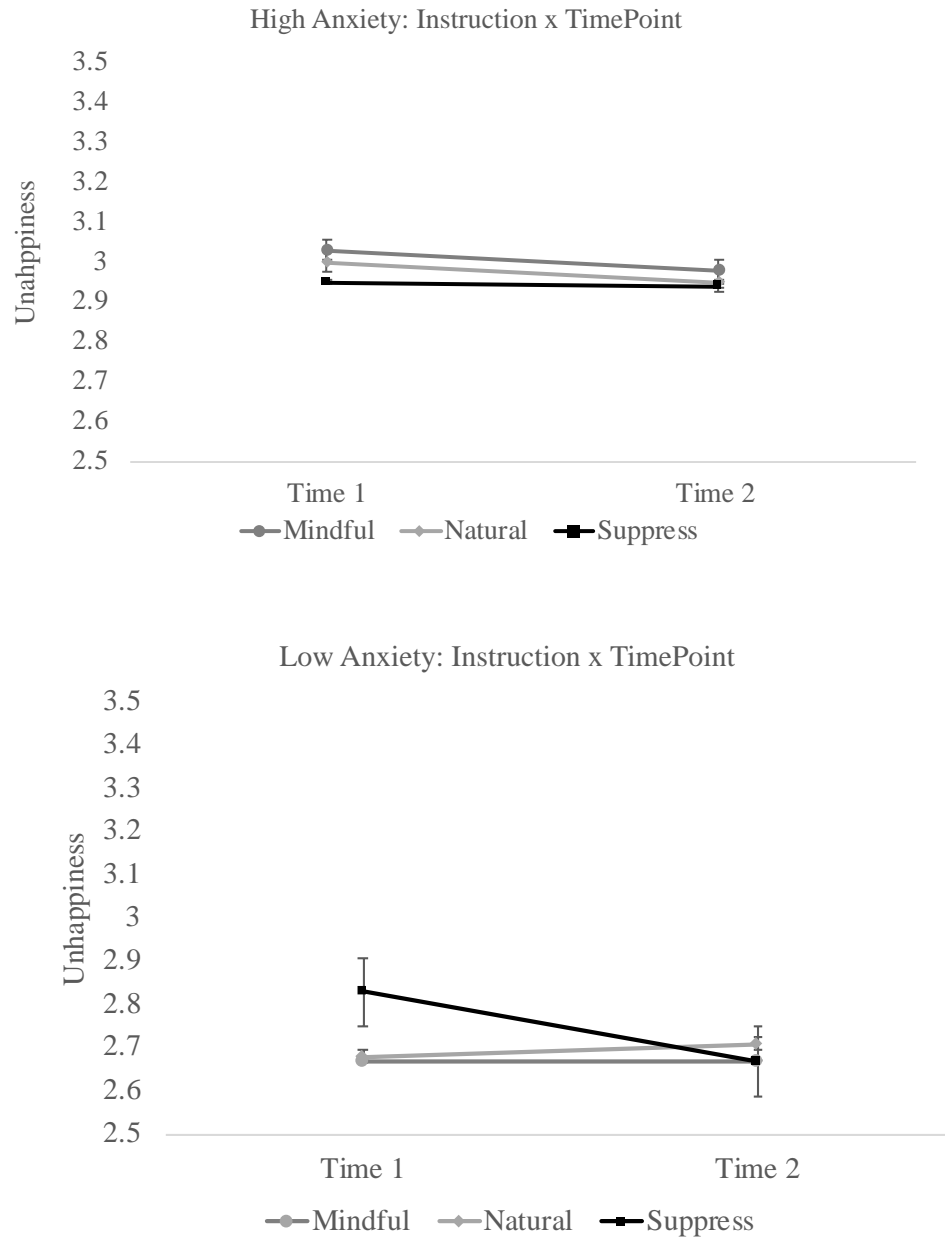 High Anxiety: Instruction x TimePoint
3.5
3.4
3.3
3.2
3.1
3
2.9
2.8
2.7
2.6
2.5
Unahppiness
Time 1 Time 2
Mindful Natural Suppress
Low Anxiety: Instruction x TimePoint
3.5
3.4
3.3
3.2
3.1
3
2.9
2.8
2.7
2.6
2.5
Unhappiness
Time 1 Time 2
Mindful Natural Suppress